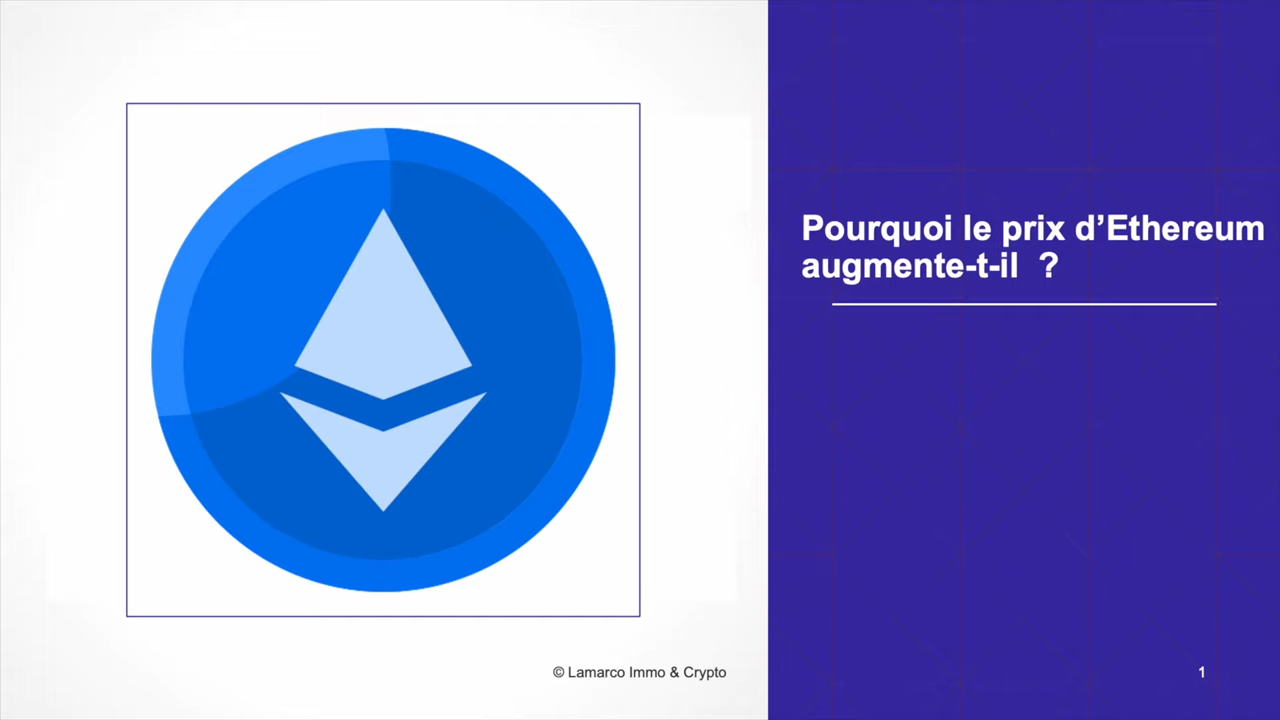 Pourquoi le prix d’Ethereum
augmente-t-il  ?
© Lamarco Immo & Crypto
1